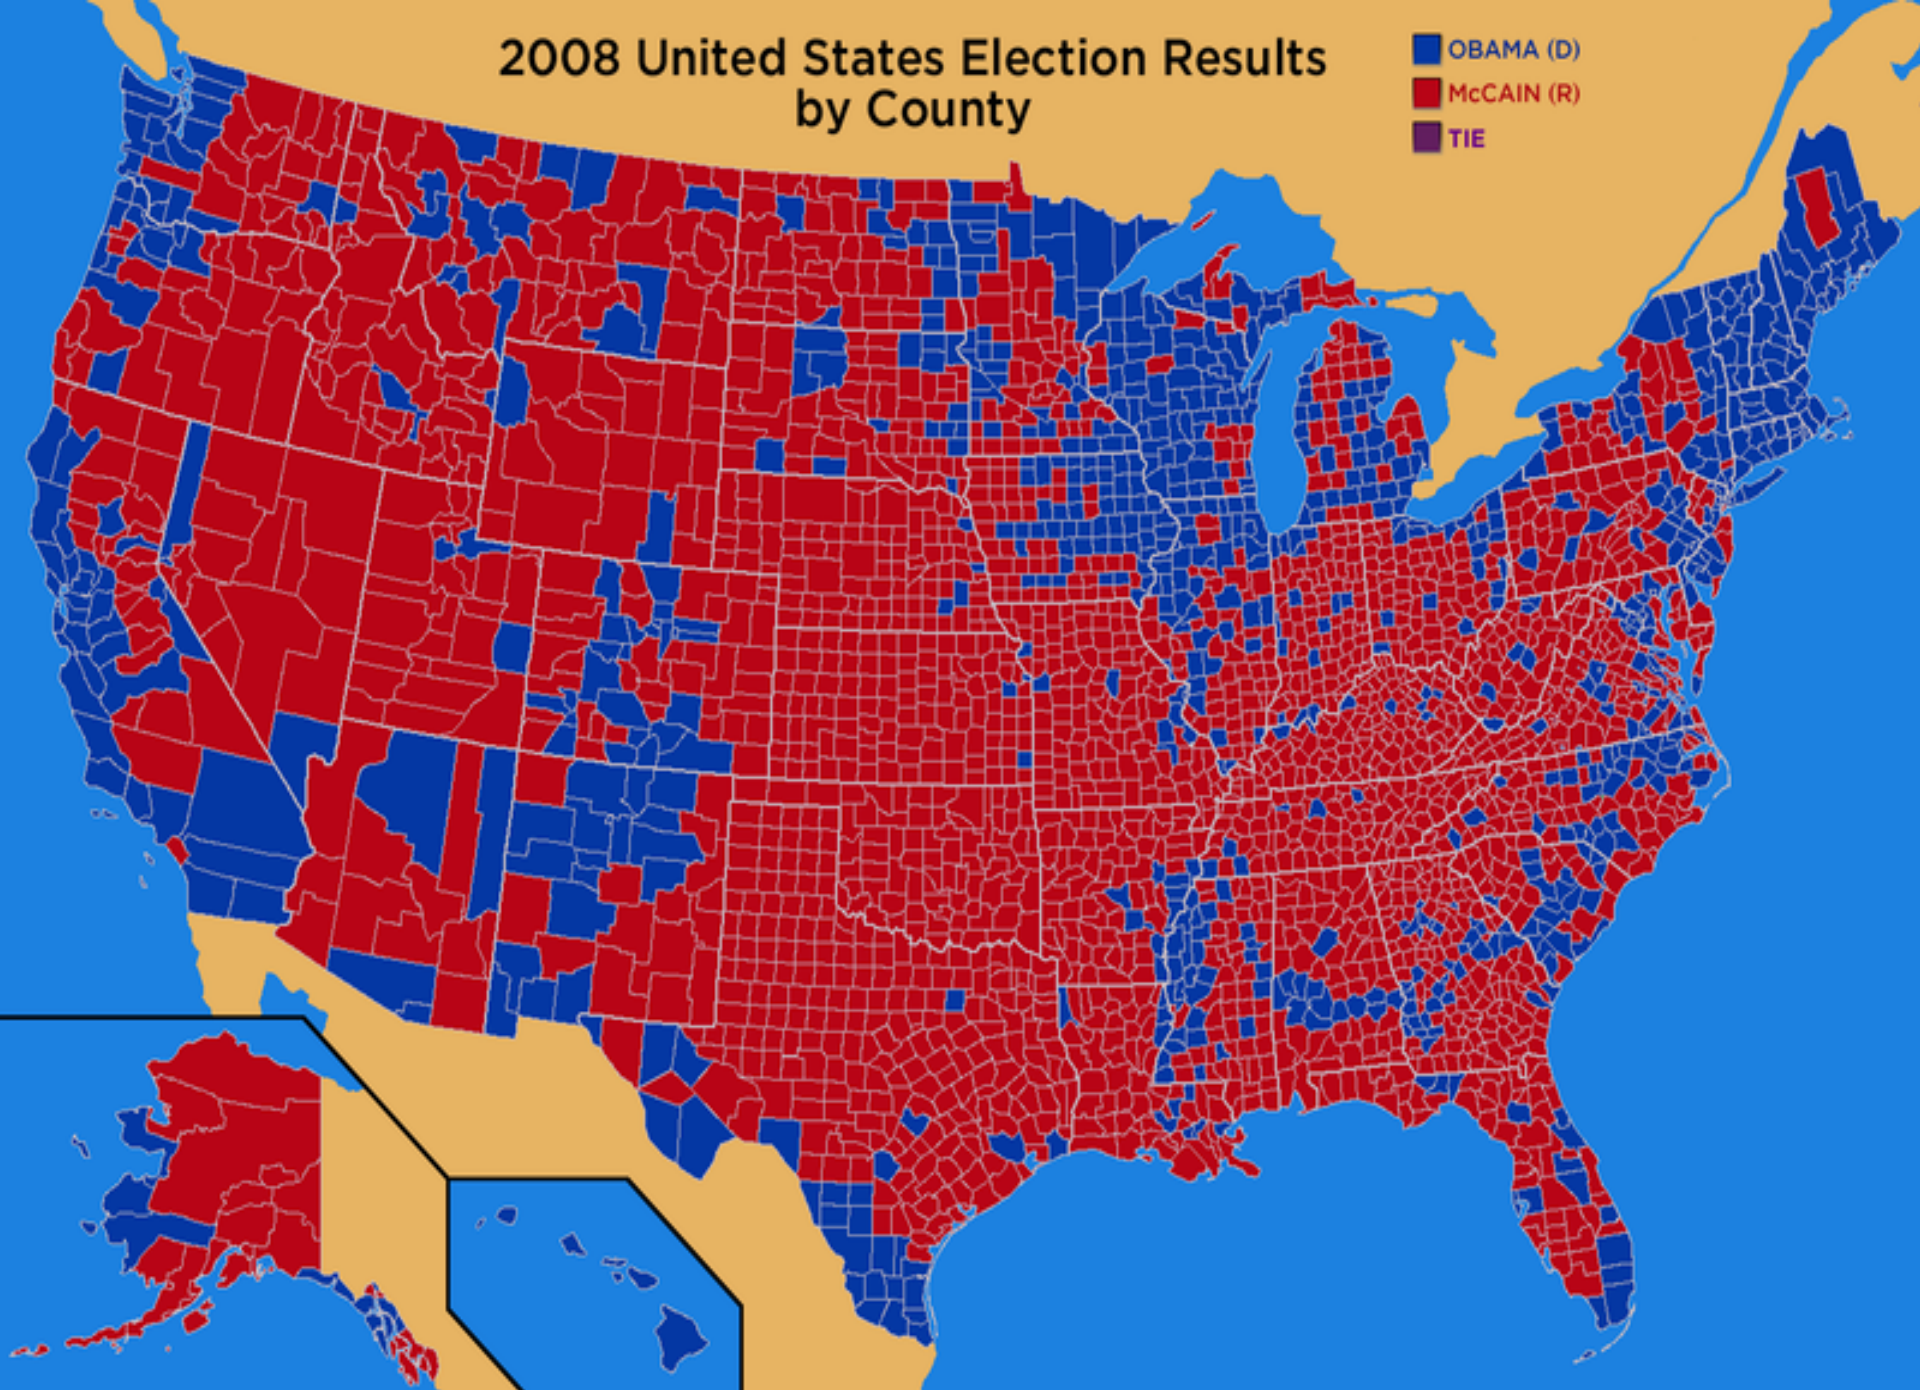 2008 United States Election Results
by County
OBAMA (D)
McCAIN (R)
TIE